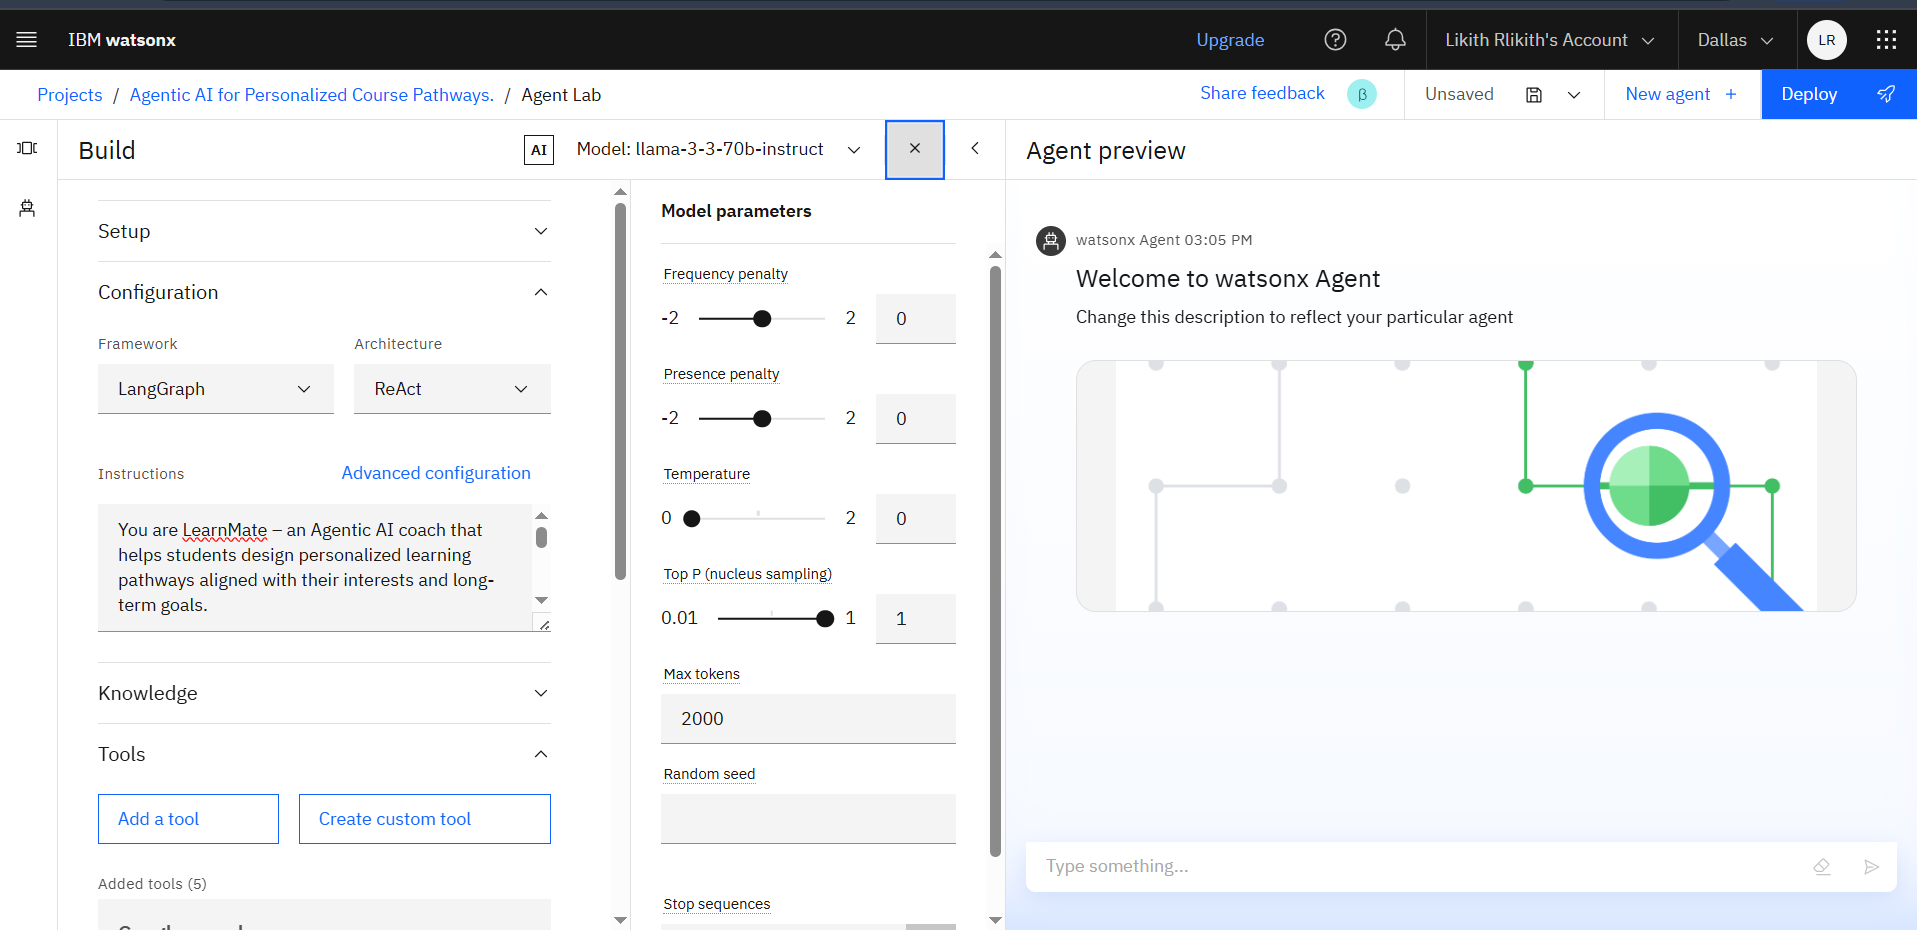 IBM watsonx
Upgrade
Likith Rlikith's Account
Dallas
LR
Projects / Agentic AI for Personalized Course Pathways. / Agent Lab
Share feedback
β
Unsaved
New agent +
Deploy
Build
AI
Model: llama-3-3-70b-instruct
Agent preview
Setup
Configuration
Framework
Architecture
LangGraph
ReAct
Instructions
Advanced configuration
You are LearnMate – an Agentic AI coach that
helps students design personalized learning
pathways aligned with their interests and long-
term goals.
Knowledge
Tools
Add a tool
Create custom tool
Added tools (5)
Model parameters
Frequency penalty
-2
2
0
Presence penalty
-2
2
0
Temperature
0
2
0
Top P (nucleus sampling)
0.01
1
1
Max tokens
2000
Random seed
Stop sequences
watsonx Agent 03:05 PM
Welcome to watsonx Agent
Change this description to reflect your particular agent
Type something...